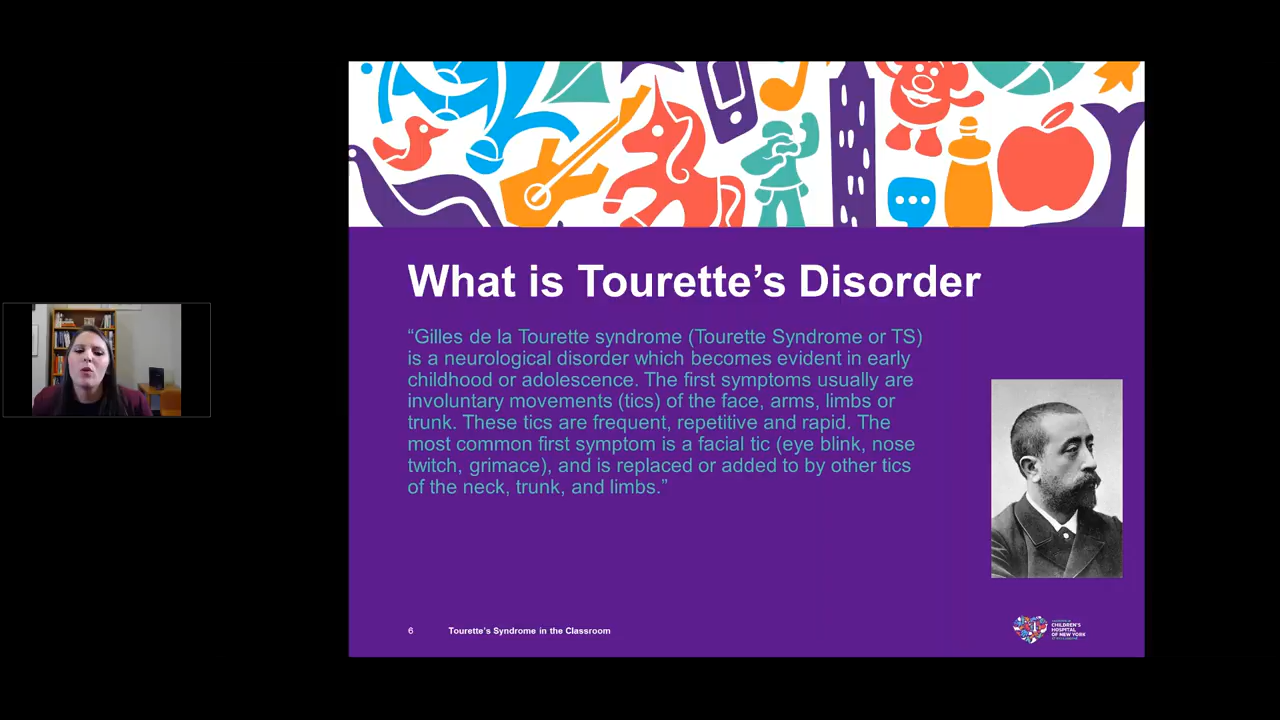 What is Tourette’s Disorder
“Gilles de la Tourette syndrome (Tourette Syndrome or TS)
is a neurological disorder which becomes evident in early
childhood or adolescence. The first symptoms usually are
involuntary movements (tics) of the face, arms, limbs or
trunk. These tics are frequent, repetitive and rapid. The
most common first symptom is a facial tic (eye blink, nose
twitch, grimace), and is replaced or added to by other tics
of the neck, trunk, and limbs.”
6
Tourette’s Syndrome in the Classroom
CHILDREN'S
HOSPITAL
OF NEW YORK